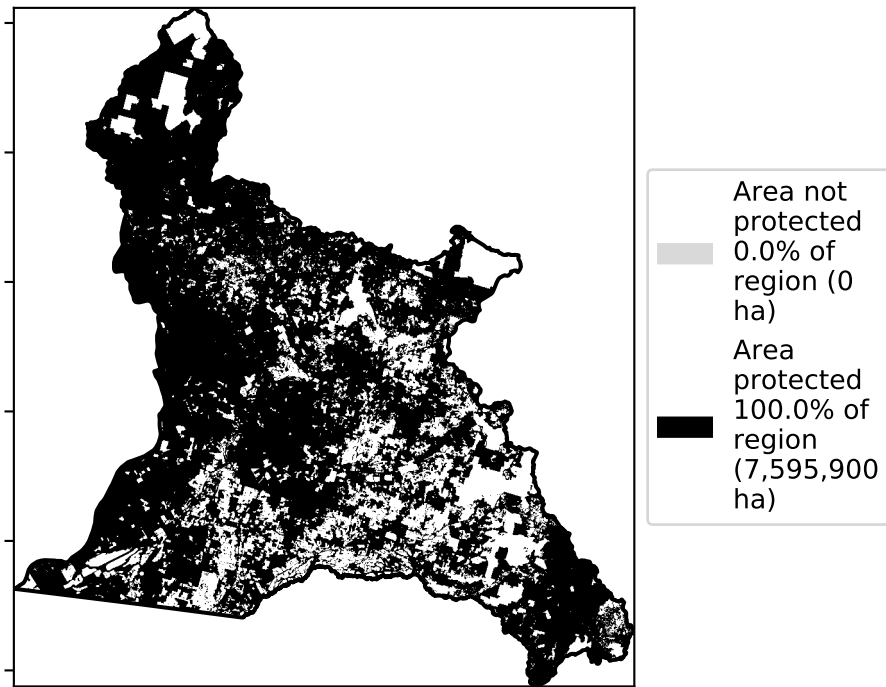 Area not
protected
0.0% of
region (0
ha)
Area
protected
100.0% of
region
(7,595,900
ha)